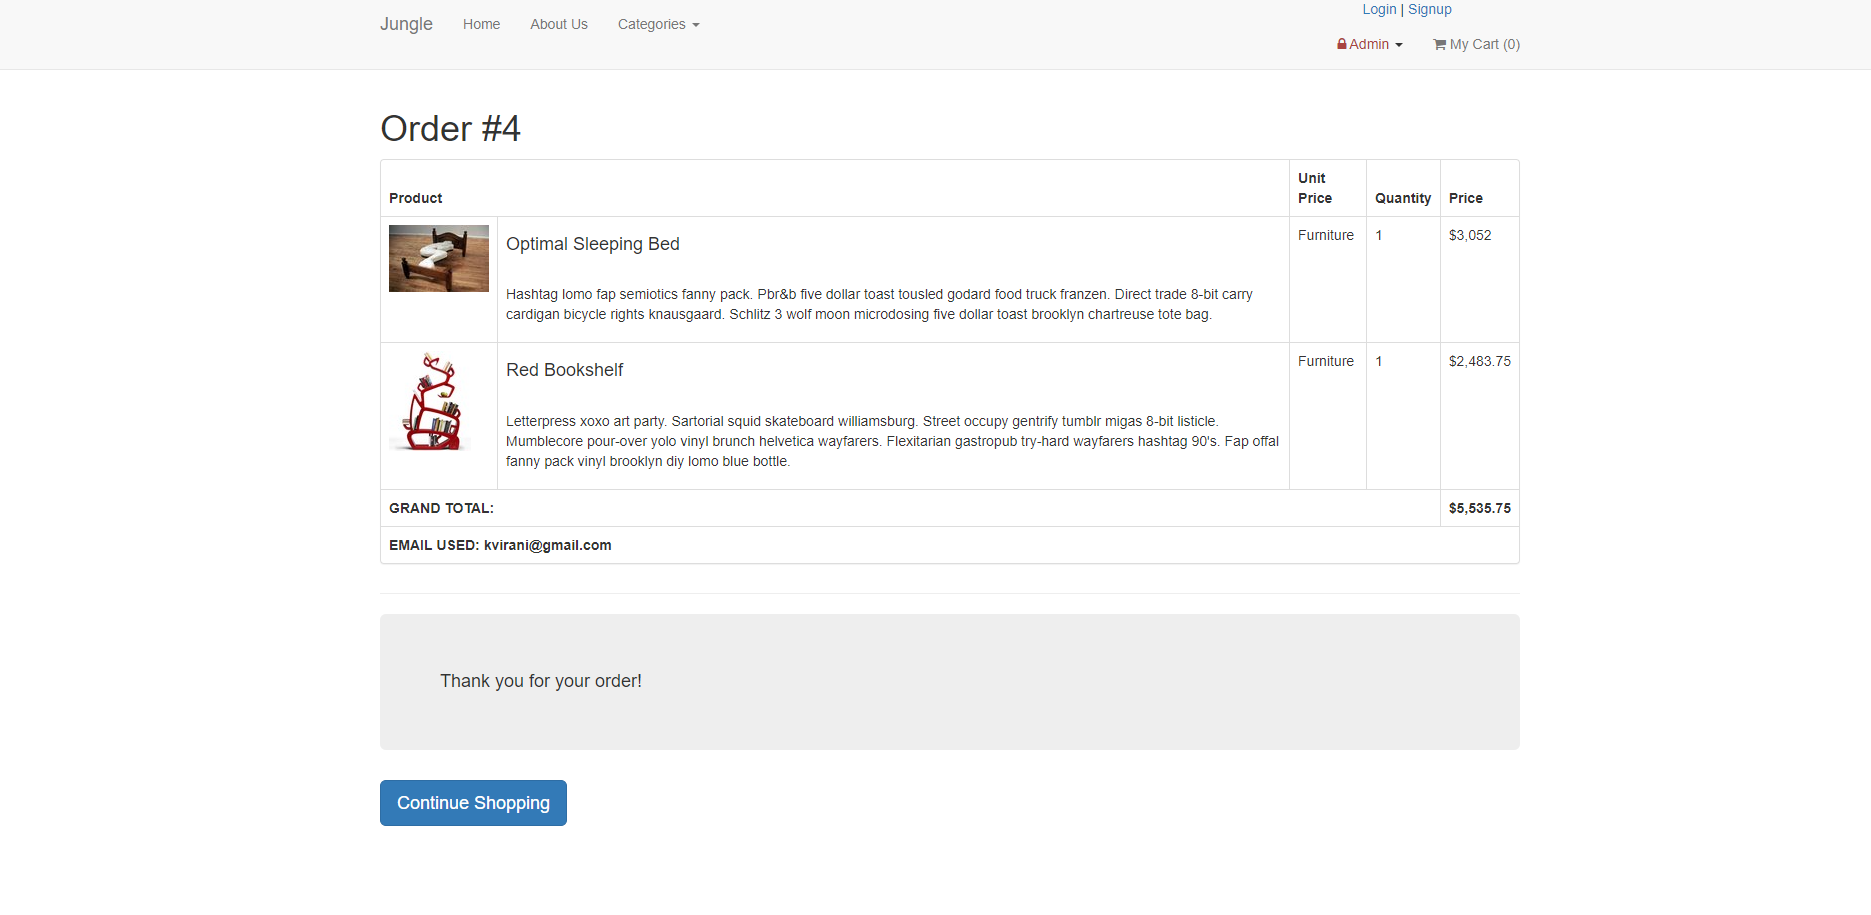 Login | Signup
Jungle Home About Us Categories
Admin My Cart (0)
Order #4
Product Unit Price Quantity Price
Optimal Sleeping Bed Furniture 1 $3,052
Hashtag lomo fap semiotics fanny pack. Pbr&b five dollar toast tousled godard food truck franzen. Direct trade 8-bit carry
cardigan bicycle rights knausgaard. Schlitz 3 wolf moon microdosing five dollar toast brooklyn chartreuse tote bag.
Red Bookshelf Furniture 1 $2,483.75
Letterpress xoxo art party. Sartorial squid skateboard williamsburg. Street occupy gentrify tumblr migas 8-bit listicle.
Mumblecore pour-over yolo vinyl brunch helvetica wayfarers. Flexitarian gastropub try-hard wayfarers hashtag 90's. Fap offal
fanny pack vinyl brooklyn diy lomo blue bottle.
GRAND TOTAL: $5,535.75
EMAIL USED: kvirani@gmail.com
Thank you for your order!
Continue Shopping